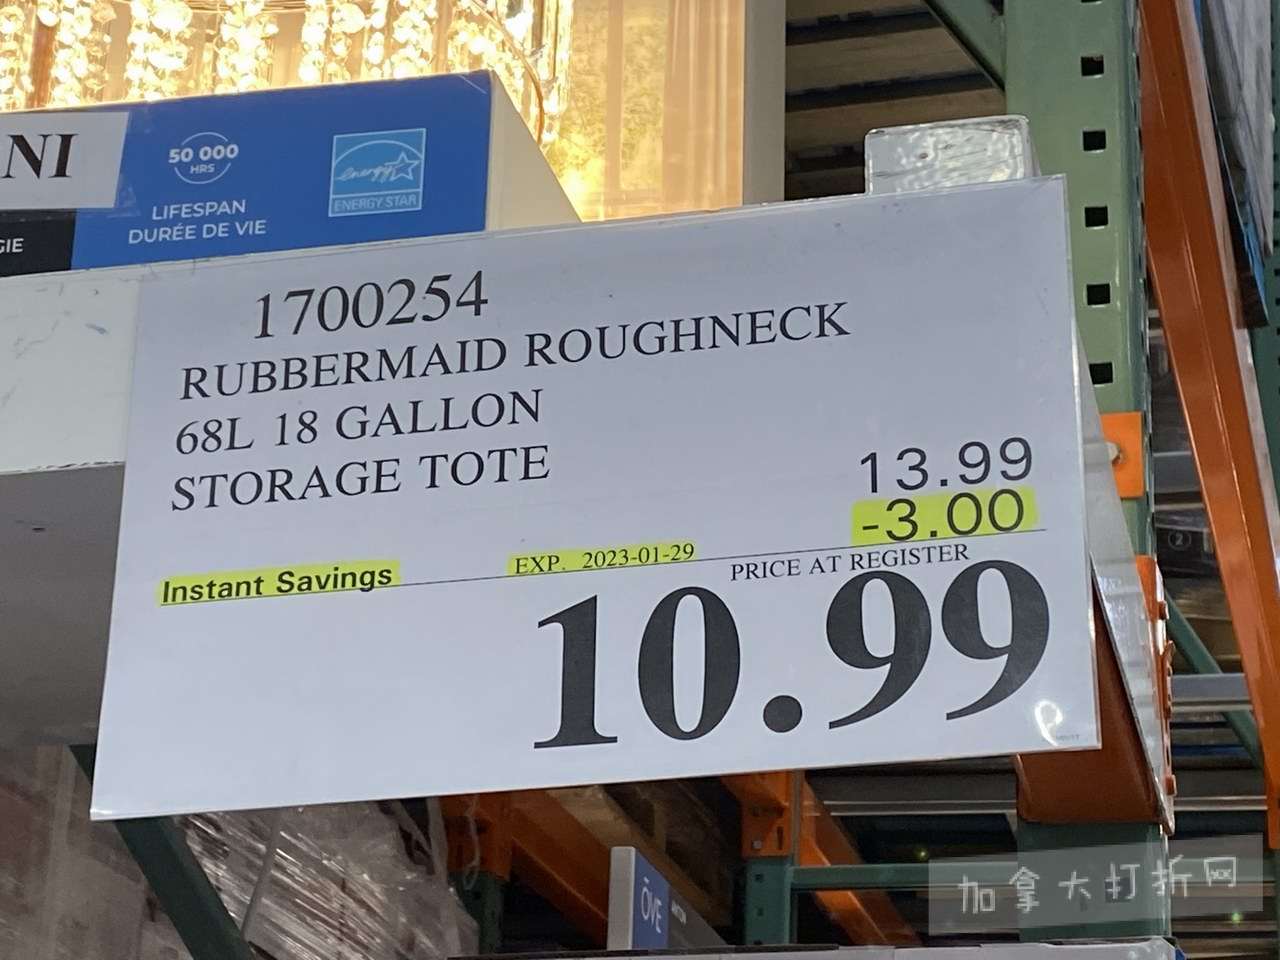 NI
GIE
50 000
HRS
LIFESPAN
DURÉE DE VIE
energy
ENERGY STAR
1700254
RUBBERMAID ROUGHNECK
68L 18 GALLON
STORAGE TOTE
13.99
-3.00
Instant Savings EXP. 2023-01-29
PRICE AT REGISTER
10.99
ŌVE
加拿大打折网